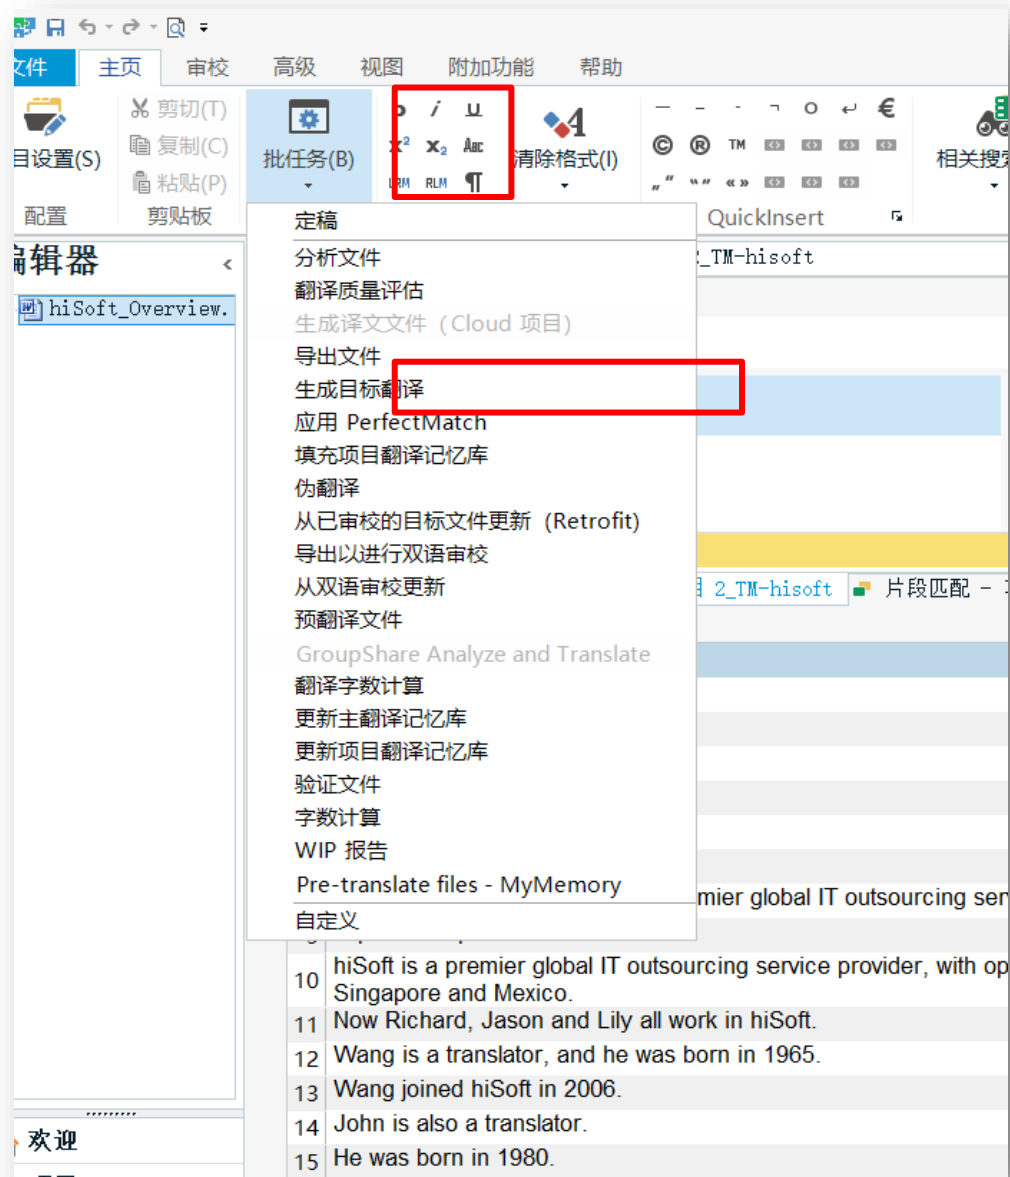 文件 主页 审校 高级 视图 附加功能 帮助
剪切(T)
复制(C)
粘贴(P)
目设置(S)
批任务(B)
清除格式(I)
相关搜索
LRM RLM ¶
© ® TM
配置 剪贴板 QuickInsert
编辑器
hiSoft_Overview.
定稿
分析文件
翻译质量评估
生成译文文件 (Cloud 项目)
导出文件
生成目标翻译
应用 PerfectMatch
填充项目翻译记忆库
伪翻译
从已审校的目标文件更新 (Retrofit)
导出以进行双语审校
从双语审校更新
预翻译文件
GroupShare Analyze and Translate
翻译字数计算
更新主翻译记忆库
更新项目翻译记忆库
验证文件
字数计算
WIP 报告
Pre-translate files - MyMemory
自定义
_TM-hisoft
2_TM-hisoft 片段匹配 -
mier global IT outsourcing ser
10 hiSoft is a premier global IT outsourcing service provider, with op
Singapore and Mexico.
11 Now Richard, Jason and Lily all work in hiSoft.
12 Wang is a translator, and he was born in 1965.
13 Wang joined hiSoft in 2006.
14 John is also a translator.
15 He was born in 1980.
欢迎